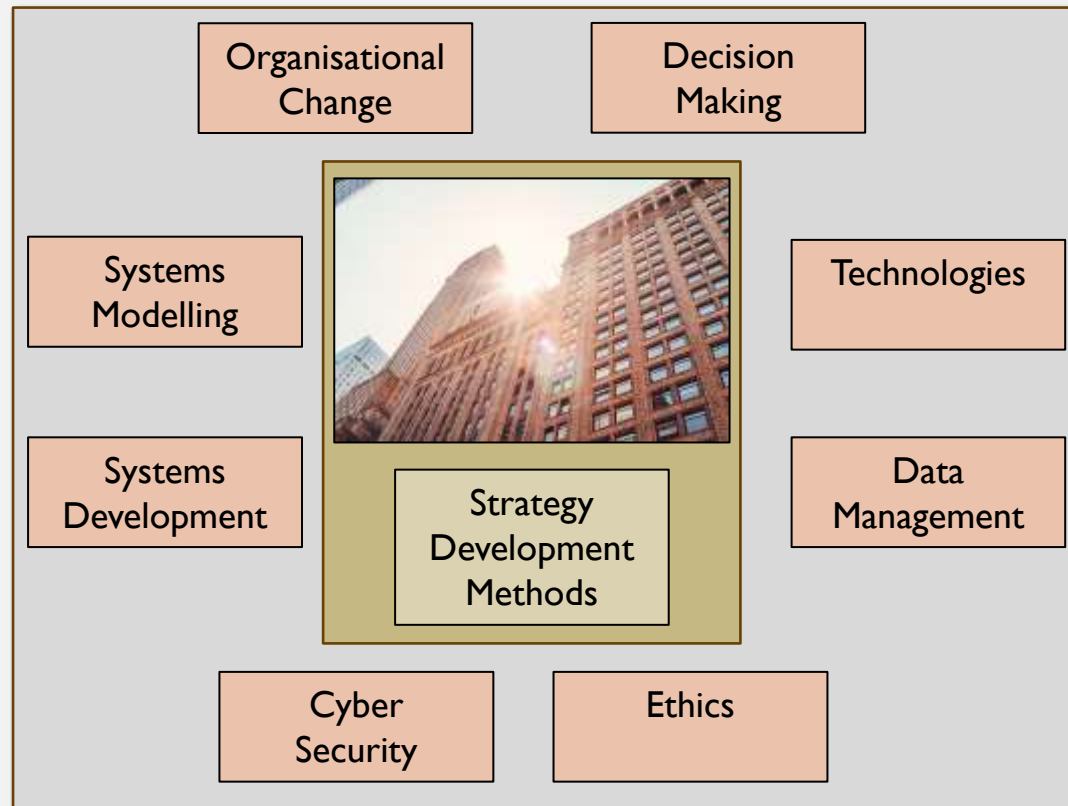 Organisational
Change
Decision
Making
Systems
Modelling
Technologies
Systems
Development
Data
Management
Strategy
Development
Methods
Cyber
Security
Ethics